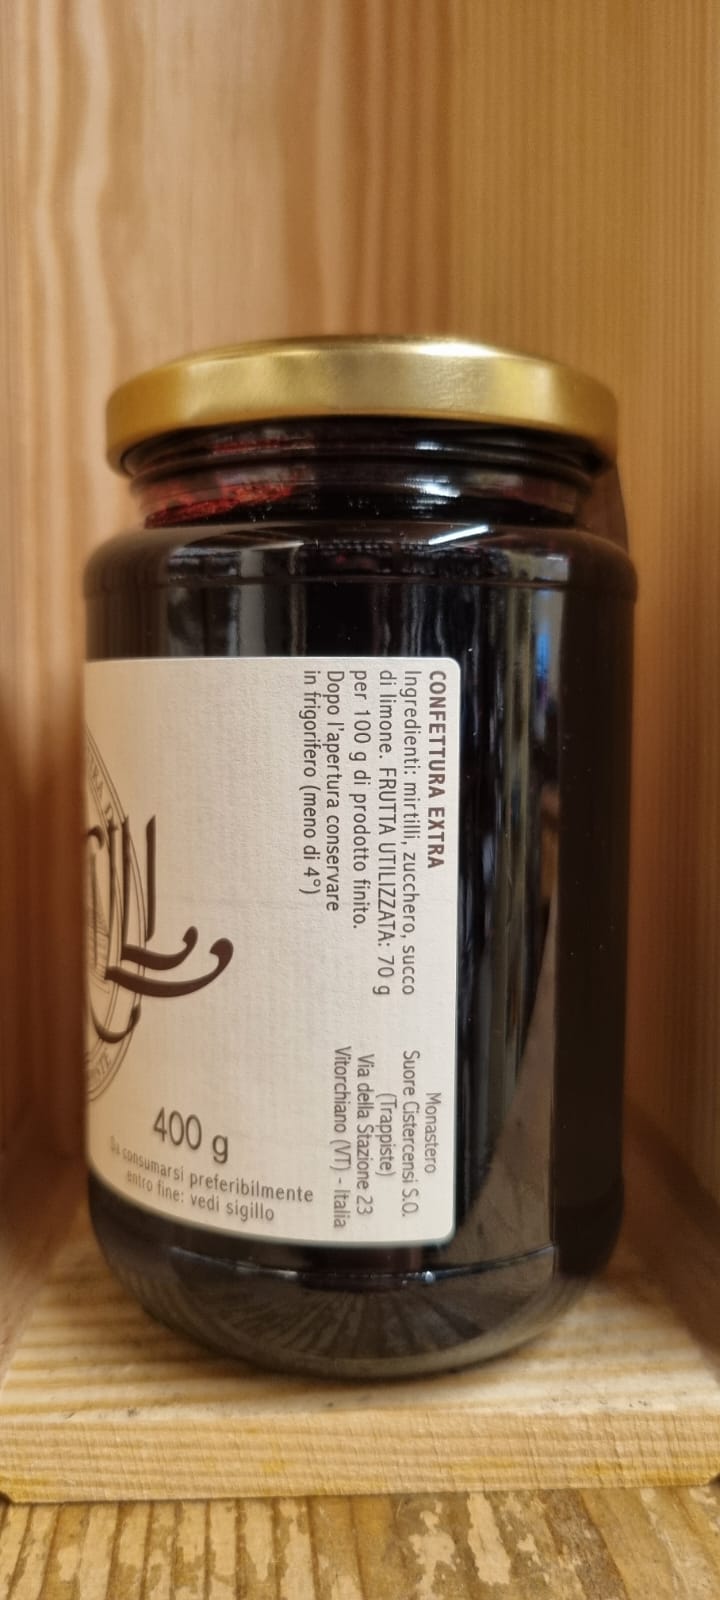 CONFETTURA EXTRA
Ingredienti: mirtilli, zucchero, succo
di limone. FRUTTA UTILIZZATA: 70 g
per 100 g di prodotto finito.
Dopo l'apertura conservare
in frigorifero (meno di 4°)
Monastero
Suore Cistercensi S.O.
(Trappiste)
Via della Stazione 23
Vitorchiano (VT) - Italia
400 g
Da consumarsi preferibilmente
entro fine: vedi sigillo